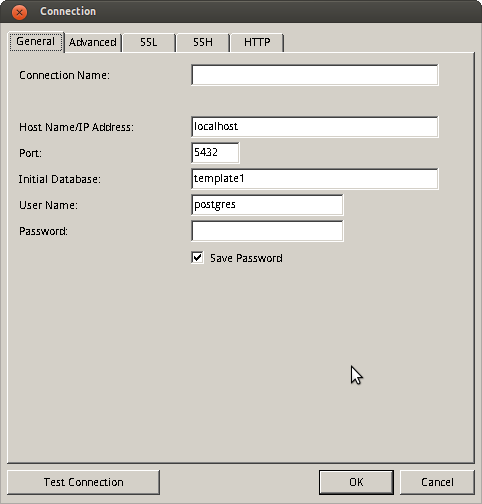 Connection
General Advanced SSL SSH HTTP
Connection Name:
Host Name/IP Address: localhost
Port: 5432
Initial Database: template1
User Name: postgres
Password:
Save Password
Test Connection OK Cancel